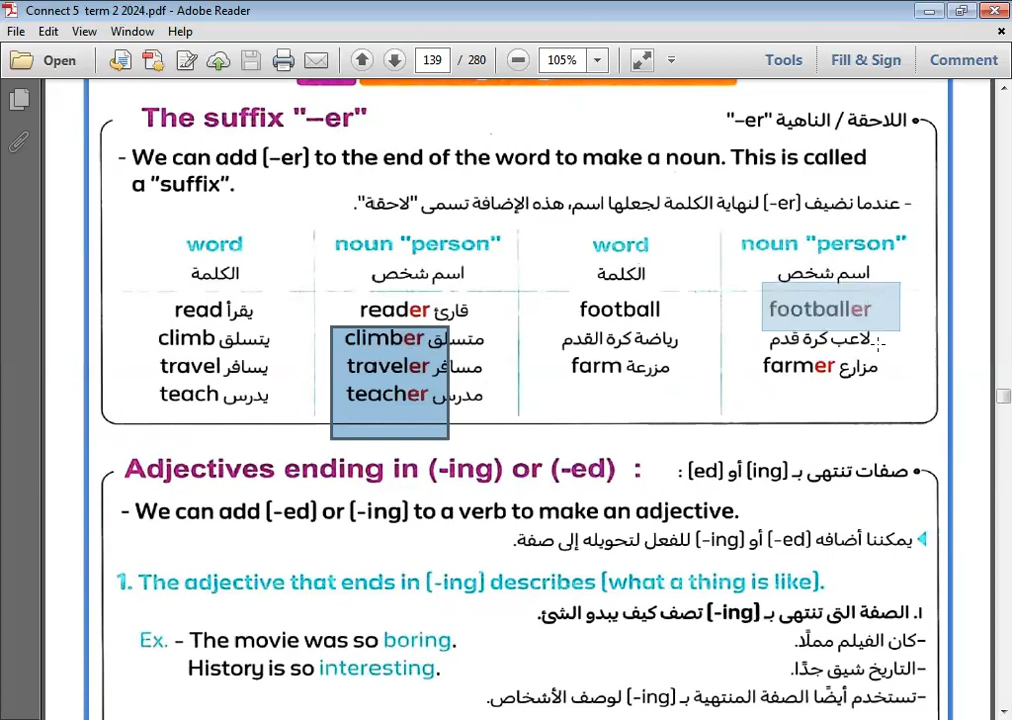 Connect 5 term 2 2024.pdf - Adobe Reader
File Edit View Window Help
Open 139 / 280 105% Tools Fill & Sign Comment
The suffix "–er"
• اللاحقة / الناهية "er–"
- We can add (-er) to the end of the word to make a noun. This is called
a "suffix".
- عندما نضيف (er-) لنهاية الكلمة لجعلها اسم، هذه الإضافة تسمى "لاحقة".
word noun "person" word noun "person"
الكلمة اسم شخص الكلمة اسم شخص
read يقرأ reader قارئ football footballer
climb يتسلق climber متسلق رياضة كرة القدم لاعب كرة قدم
travel يسافر traveler مسافر farm مزرعة farmer مزارع
teach يدرس teacher مدرس
Adjectives ending in (-ing) or (-ed) :
• صفات تنتهى بـ (ing) أو (ed) :
- We can add (-ed) or (-ing) to a verb to make an adjective.
يمكننا أضافه (ed-) أو (ing-) للفعل لتحويله إلى صفة.
1. The adjective that ends in (-ing) describes (what a thing is like).
١. الصفة التى تنتهى بـ (ing-) تصف كيف يبدو الشئ.
Ex. - The movie was so boring.
-كان الفيلم مملًا.
History is so interesting.
-التاريخ شيق جدًا.
-تستخدم أيضًا الصفة المنتهية بـ (ing-) لوصف الأشخاص.